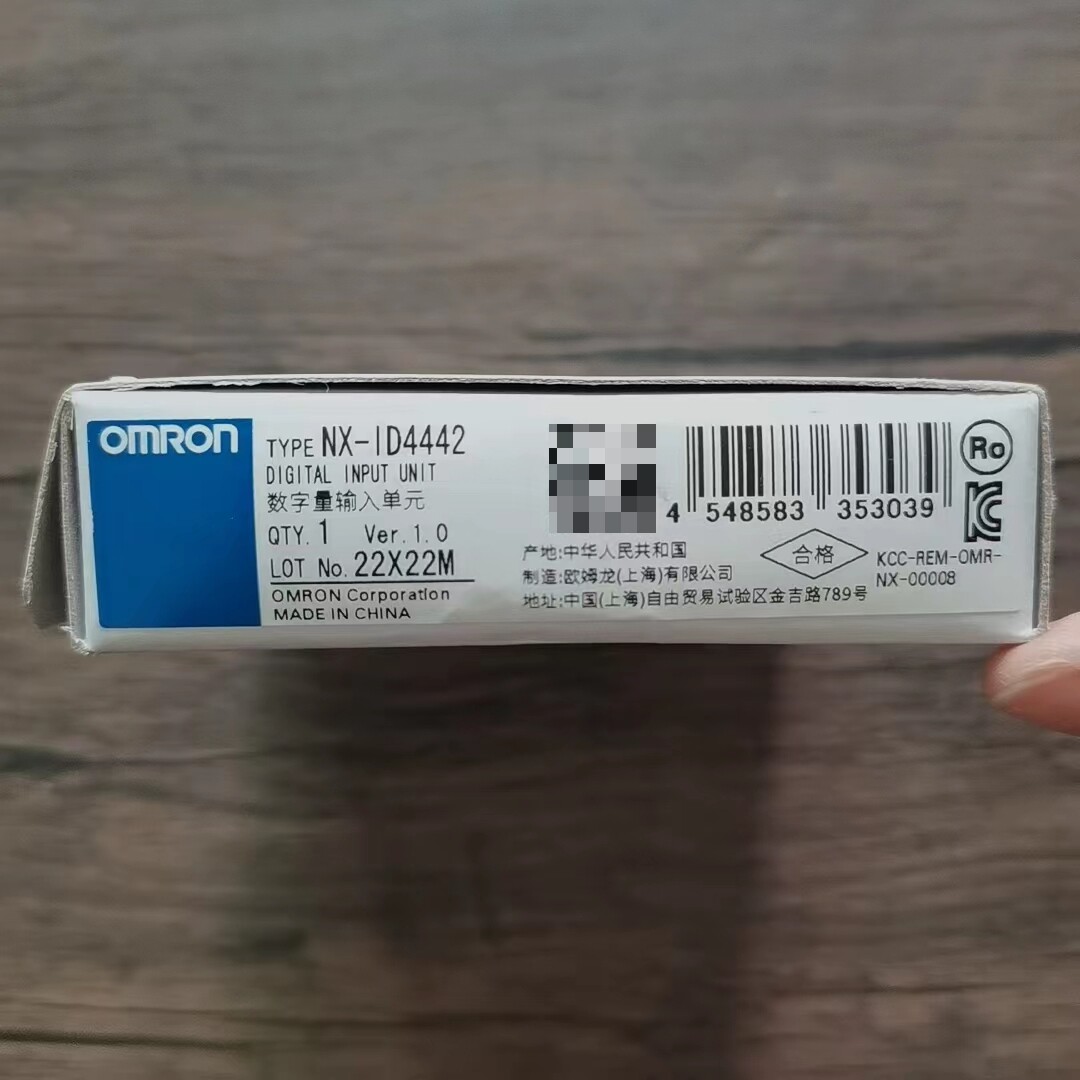 OMRON
TYPE NX-ID4442
DIGITAL INPUT UNIT
数字量输入单元
QTY. 1 Ver.1.0
LOT No. 22X22M
OMRON Corporation
MADE IN CHINA
4 548583 353039
产地:中华人民共和国
制造:欧姆龙(上海)有限公司
地址:中国(上海)自由贸易试验区金吉路789号
合格
Ro
KC
KCC-REM-OMR-
NX-00008